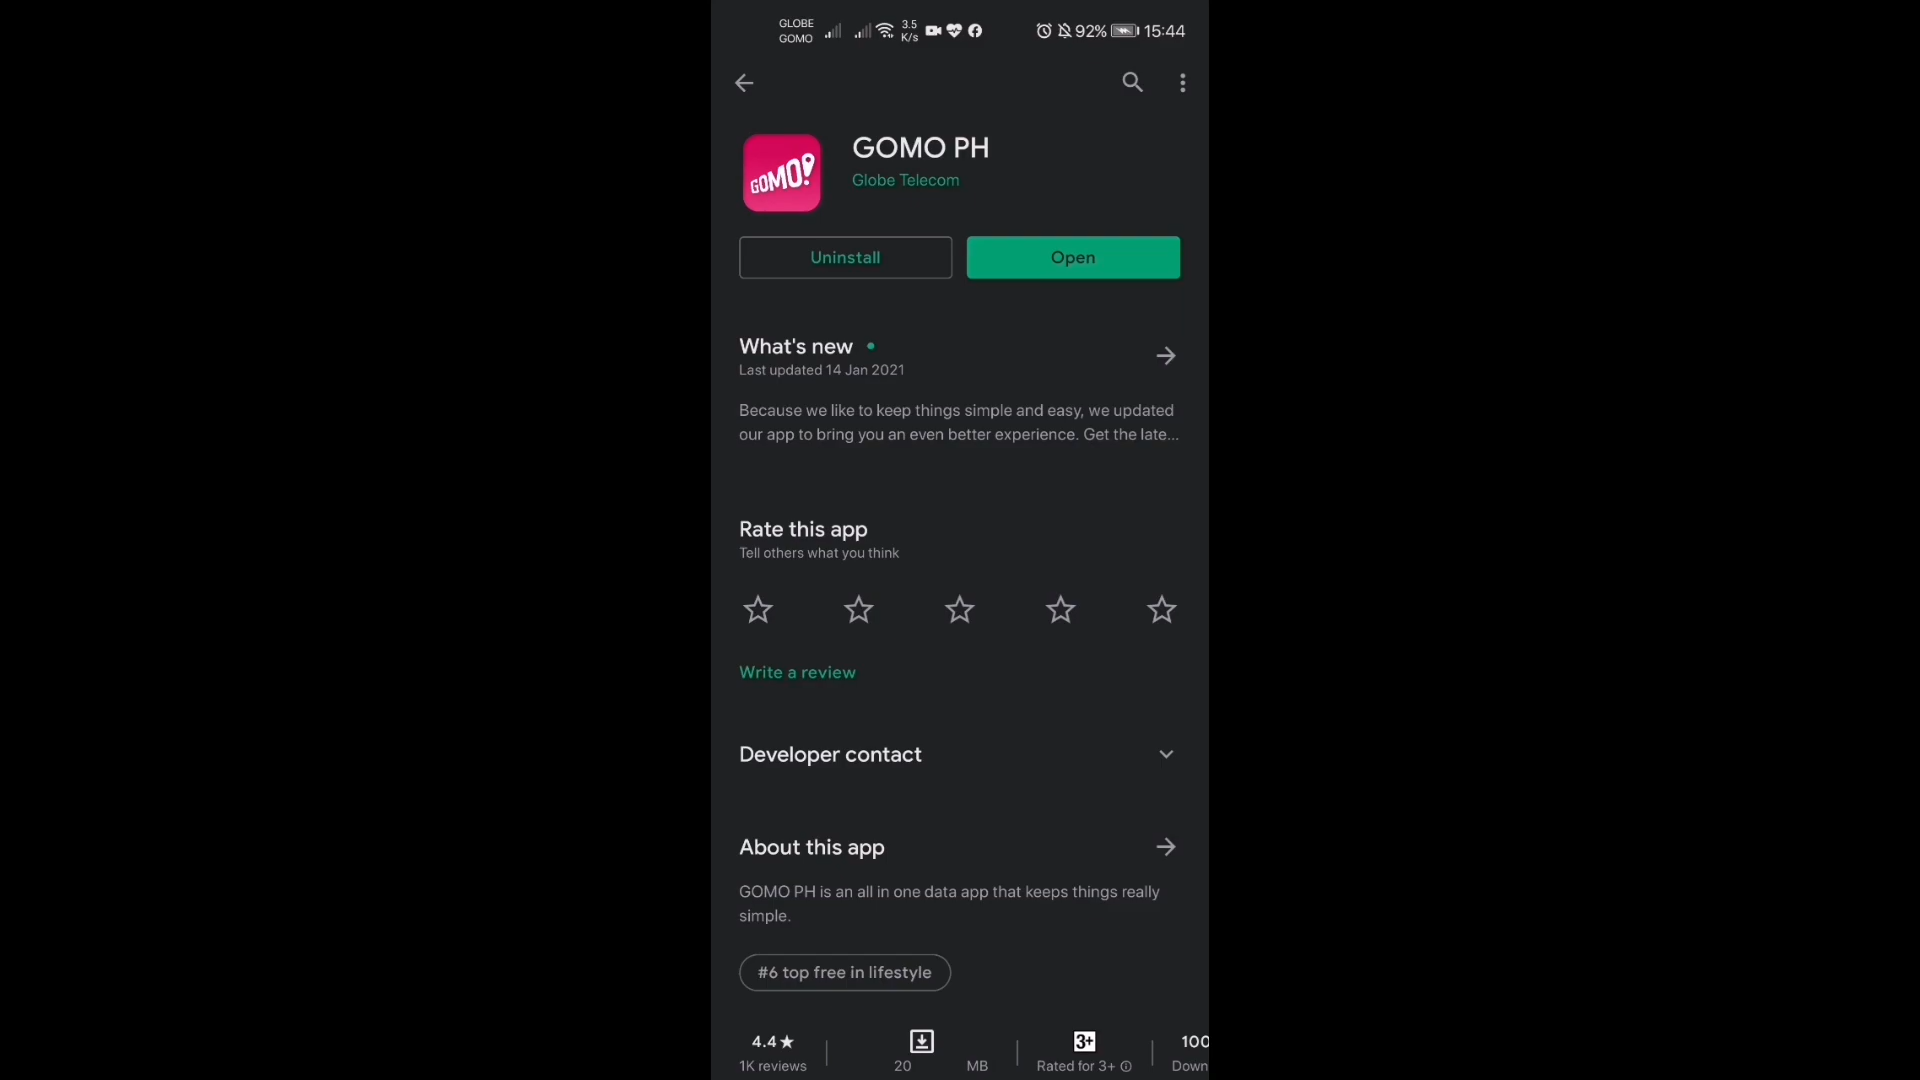 GLOBE
GOMO
3.5
K/s
92%
15:44
GOMO!
GOMO PH
Globe Telecom
Uninstall
Open
What's new
Last updated 14 Jan 2021
Because we like to keep things simple and easy, we updated
our app to bring you an even better experience. Get the late...
Rate this app
Tell others what you think
Write a review
Developer contact
About this app
GOMO PH is an all in one data app that keeps things really
simple.
#6 top free in lifestyle
4.4★
3+
100
1K reviews
20 MB
Rated for 3+
Down